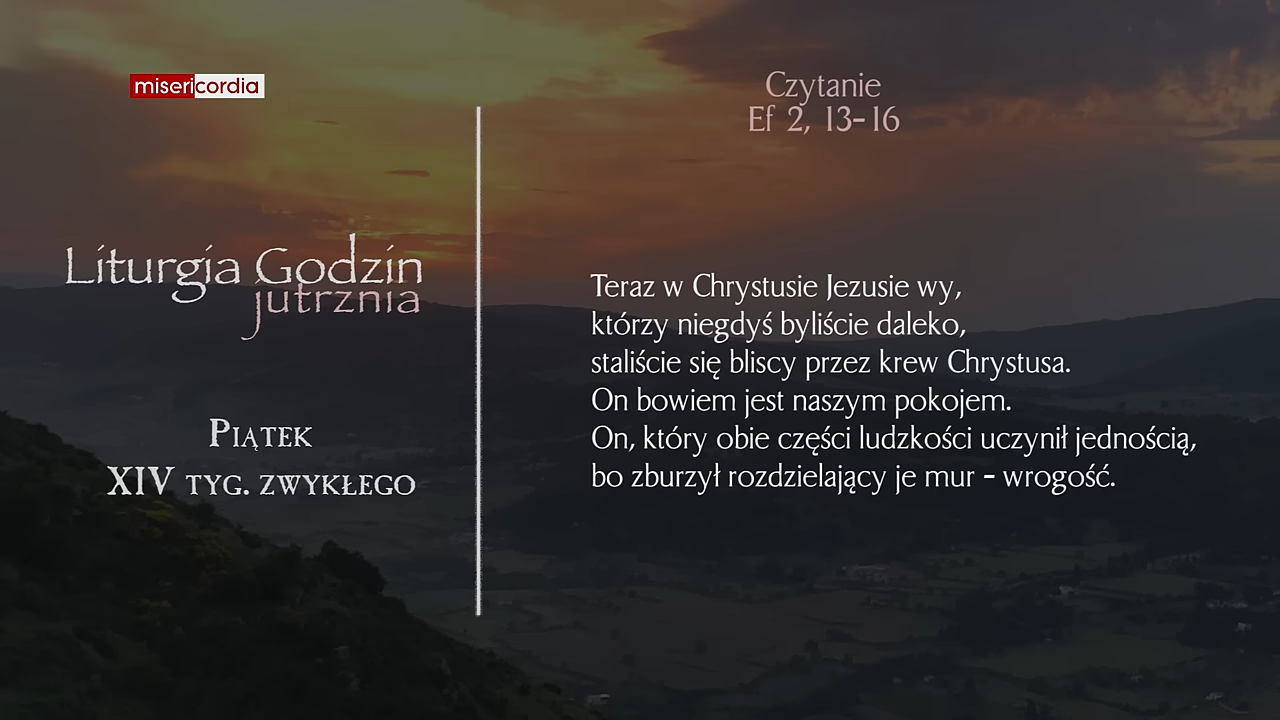 misericordia
Liturgia Godzin
jutrznia
Piątek
XIV tyg. zwykłego
Czytanie
Ef 2, 13-16
Teraz w Chrystusie Jezusie wy,
którzy niegdyś byliście daleko,
staliście się bliscy przez krew Chrystusa.
On bowiem jest naszym pokojem.
On, który obie części ludzkości uczynił jednością,
bo zburzył rozdzielający je mur - wrogość.